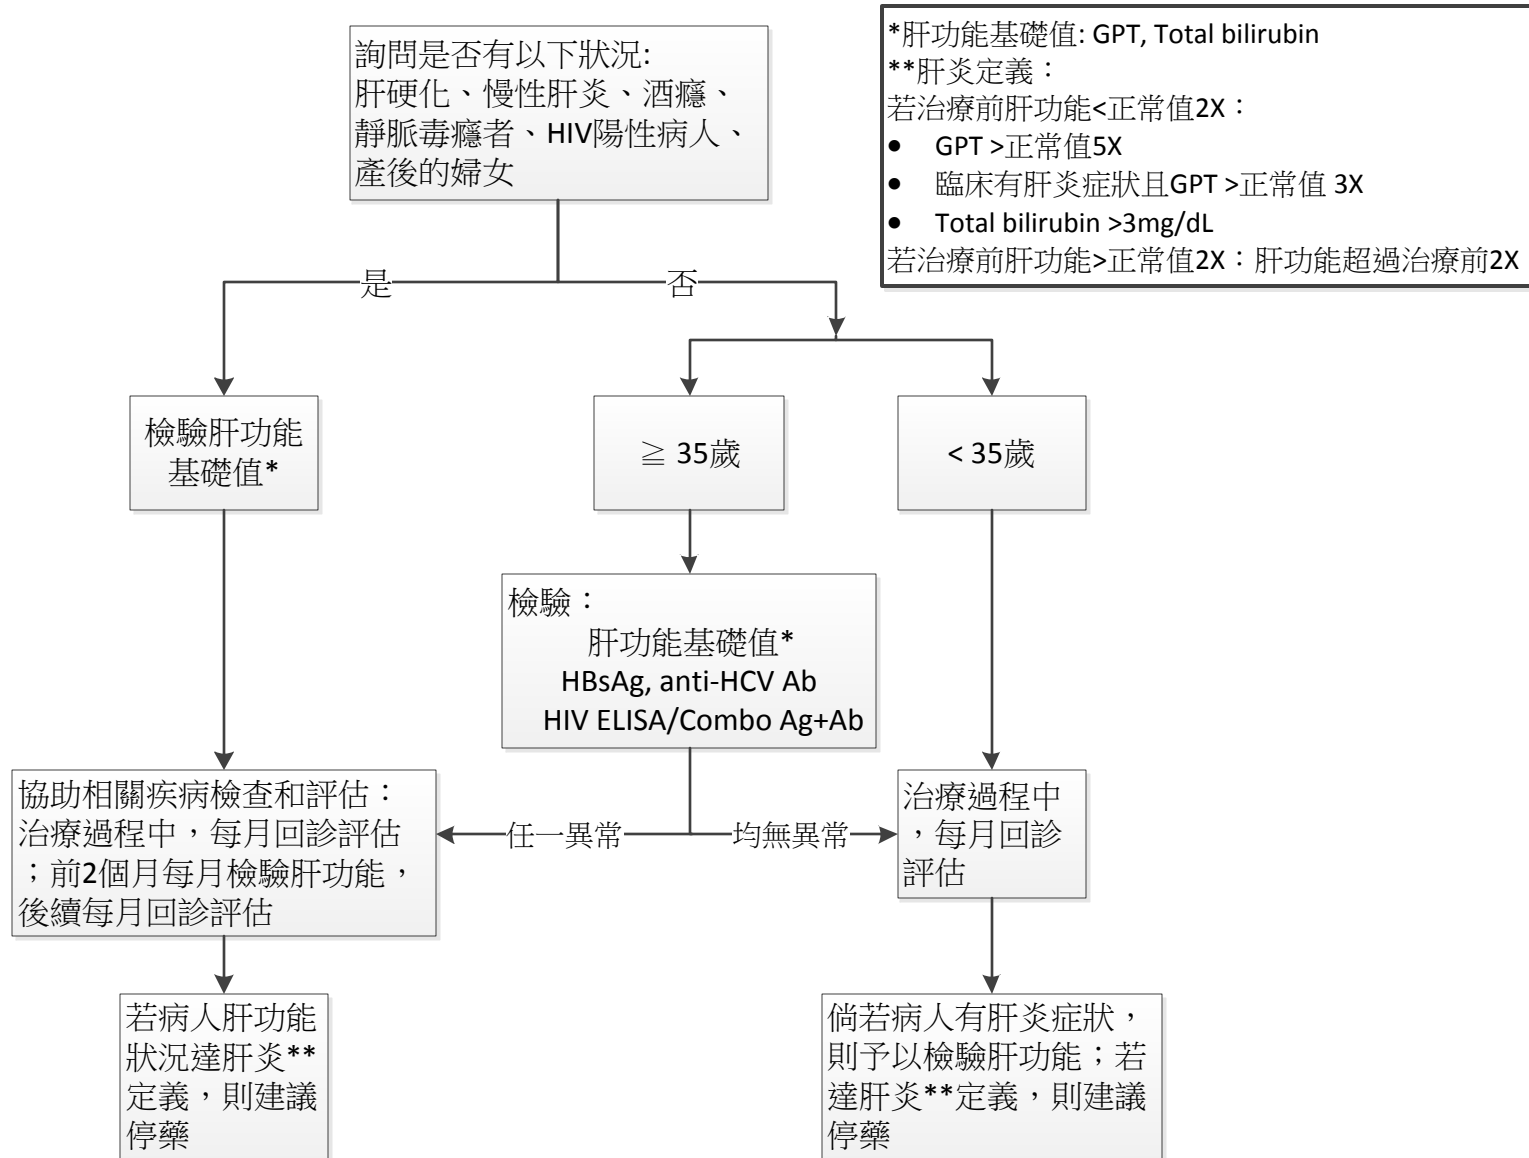 詢問是否有以下狀況:
肝硬化、慢性肝炎、酒癮、
靜脈毒癮者、HIV陽性病人、
產後的婦女
*肝功能基礎值: GPT, Total bilirubin
**肝炎定義：
若治療前肝功能<正常值2X：
● GPT >正常值5X
● 臨床有肝炎症狀且GPT >正常值 3X
● Total bilirubin >3mg/dL
若治療前肝功能>正常值2X：肝功能超過治療前2X
是
否
檢驗肝功能
基礎值*
≧ 35歲
< 35歲
檢驗：
肝功能基礎值*
HBsAg, anti-HCV Ab
HIV ELISA/Combo Ag+Ab
協助相關疾病檢查和評估：
治療過程中，每月回診評估
；前2個月每月檢驗肝功能，
後續每月回診評估
任一異常
均無異常
治療過程中
，每月回診
評估
若病人肝功能
狀況達肝炎**
定義，則建議
停藥
倘若病人有肝炎症狀，
則予以檢驗肝功能；若
達肝炎**定義，則建議
停藥